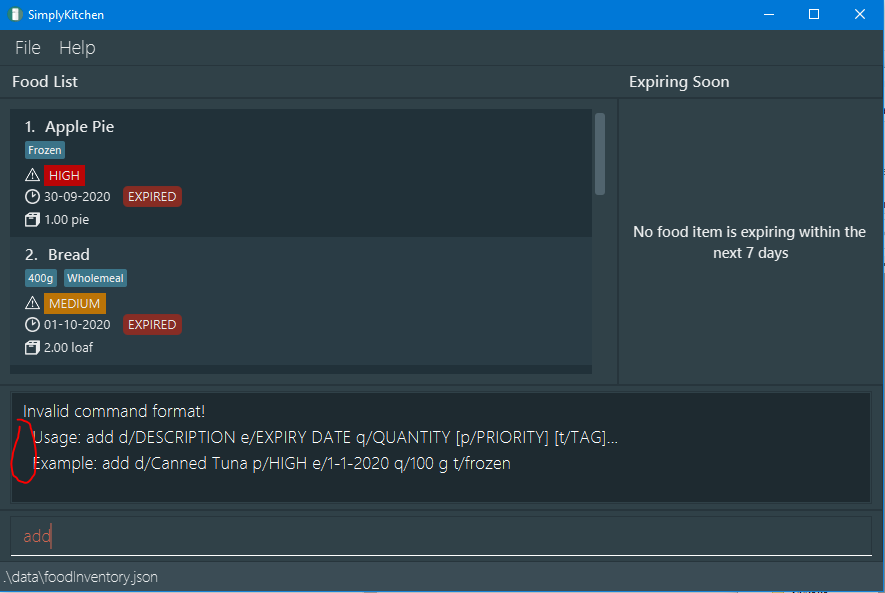 SimplyKitchen
File Help
Food List
Expiring Soon
1. Apple Pie
Frozen
HIGH
30-09-2020 EXPIRED
1.00 pie
2. Bread
400g Wholemeal
MEDIUM
01-10-2020 EXPIRED
2.00 loaf
No food item is expiring within the
next 7 days
Invalid command format!
Usage: add d/DESCRIPTION e/EXPIRY DATE q/QUANTITY [p/PRIORITY] [t/TAG]...
Example: add d/Canned Tuna p/HIGH e/1-1-2020 q/100 g t/frozen
add
.\data\foodInventory.json